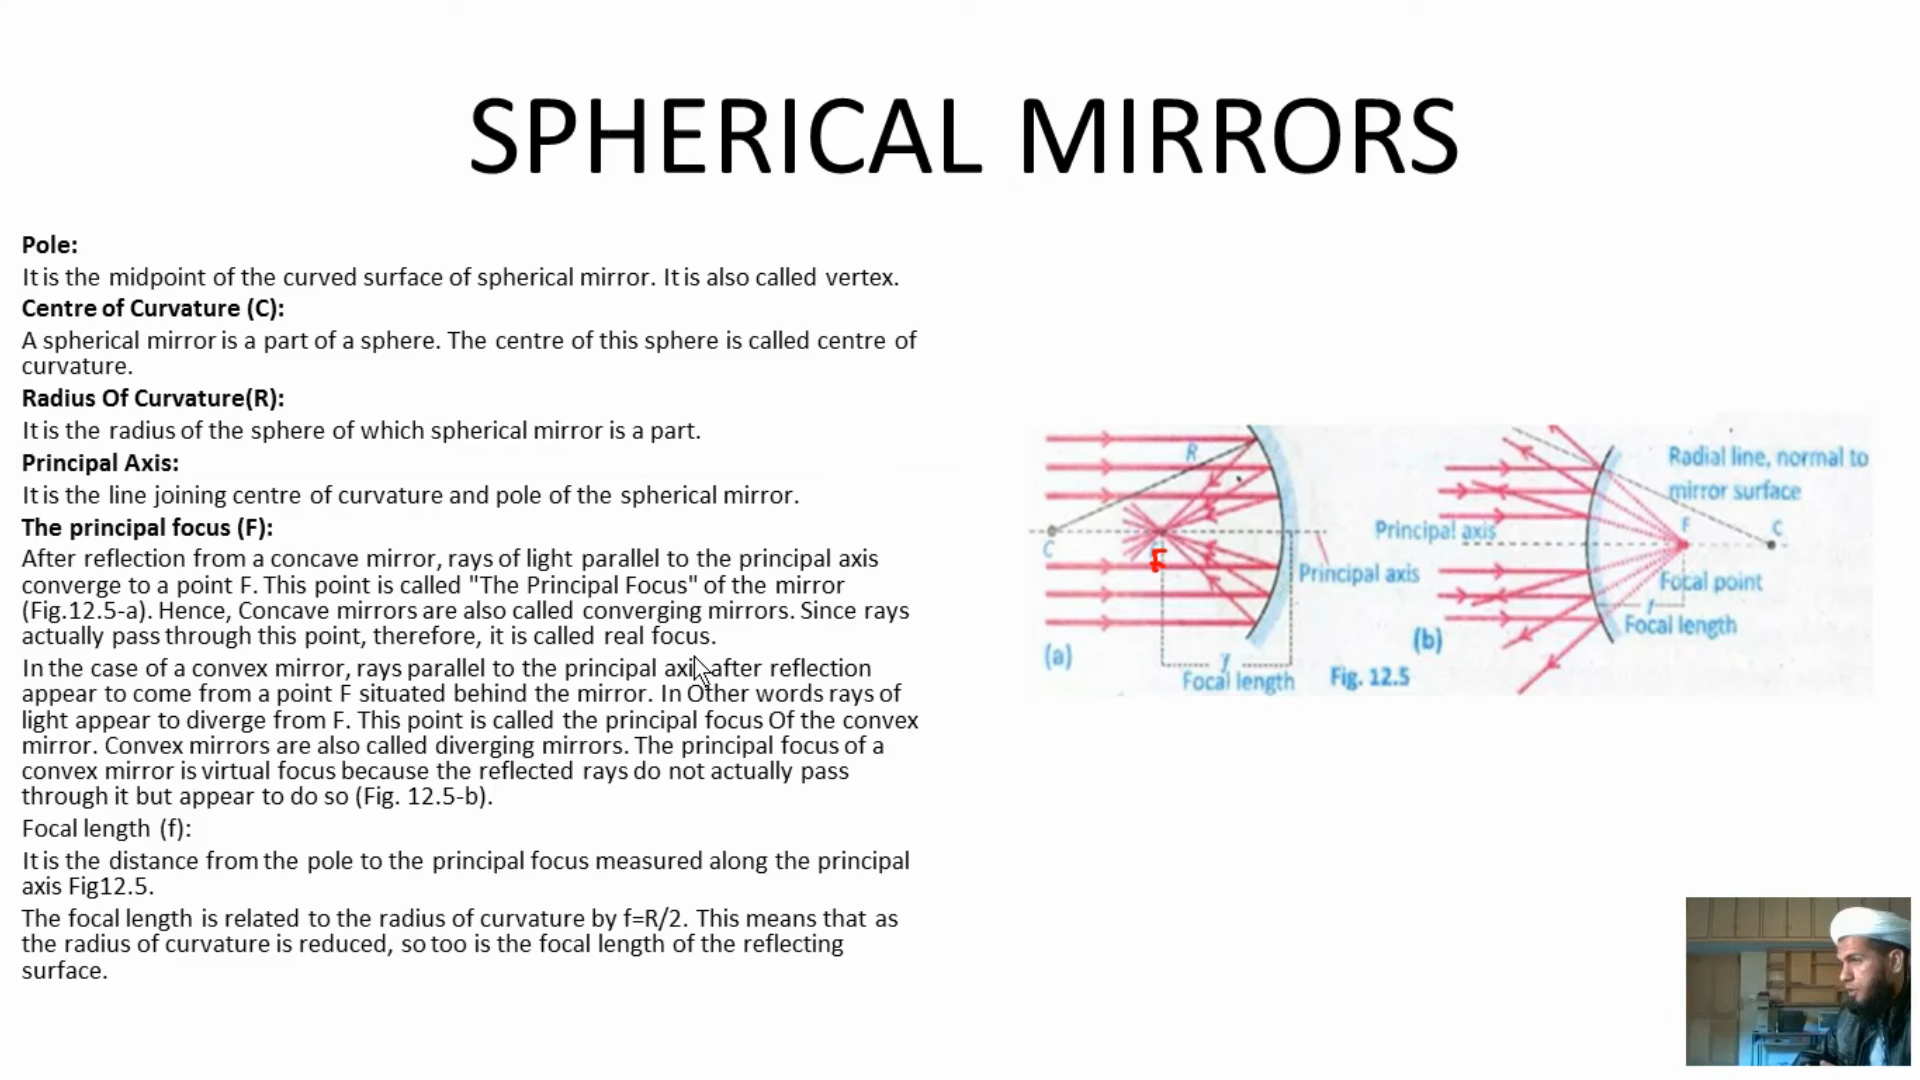 SPHERICAL MIRRORS
Pole:
It is the midpoint of the curved surface of spherical mirror. It is also called vertex.
Centre of Curvature (C):
A spherical mirror is a part of a sphere. The centre of this sphere is called centre of
curvature.
Radius Of Curvature(R):
It is the radius of the sphere of which spherical mirror is a part.
Principal Axis:
It is the line joining centre of curvature and pole of the spherical mirror.
The principal focus (F):
After reflection from a concave mirror, rays of light parallel to the principal axis
converge to a point F. This point is called "The Principal Focus" of the mirror
(Fig.12.5-a). Hence, Concave mirrors are also called converging mirrors. Since rays
actually pass through this point, therefore, it is called real focus.
In the case of a convex mirror, rays parallel to the principal axis after reflection
appear to come from a point F situated behind the mirror. In Other words rays of
light appear to diverge from F. This point is called the principal focus Of the convex
mirror. Convex mirrors are also called diverging mirrors. The principal focus of a
convex mirror is virtual focus because the reflected rays do not actually pass
through it but appear to do so (Fig. 12.5-b).
Focal length (f):
It is the distance from the pole to the principal focus measured along the principal
axis Fig12.5.
The focal length is related to the radius of curvature by f=R/2. This means that as
the radius of curvature is reduced, so too is the focal length of the reflecting
surface.
R
C
F
Principal axis
f
Focal length
(a)
Fig. 12.5
Radial line, normal to
mirror surface
Principal axis
F
C
Focal point
f
Focal length
(b)